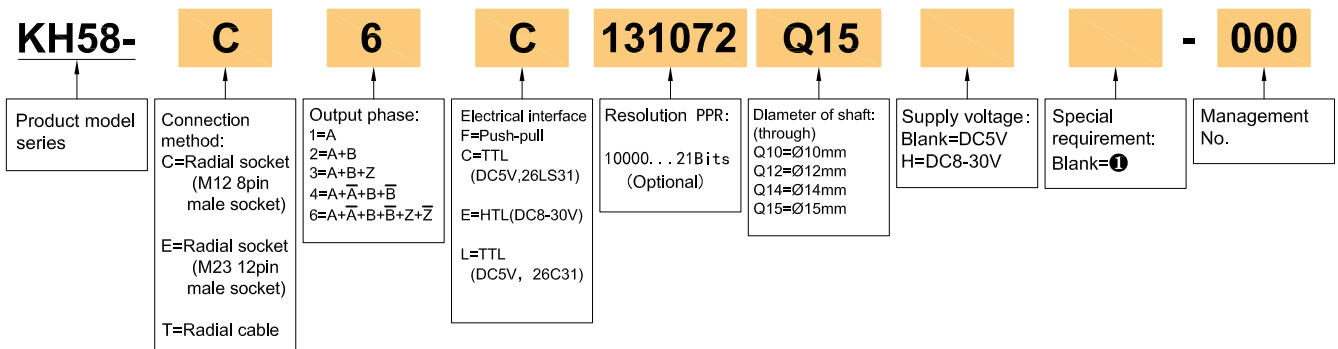 KH58- C 6 C 131072 Q15 - 000
Product model
series
Connection
method:
C=Radial socket
(M12 8pin
male socket)
E=Radial socket
(M23 12pin
male socket)
T=Radial cable
Output phase:
1=A
2=A+B
3=A+B+Z
4=A+A̅+B+B̅
6=A+A̅+B+B̅+Z+Z̅
Electrical interface
F=Push-pull
C=TTL
(DC5V,26LS31)
E=HTL(DC8-30V)
L=TTL
(DC5V, 26C31)
Resolution PPR:
10000...21Bits
(Optional)
Diameter of shaft:
(through)
Q10=Ø10mm
Q12=Ø12mm
Q14=Ø14mm
Q15=Ø15mm
Supply voltage:
Blank=DC5V
H=DC8-30V
Special
requirement:
Blank=❶
Management
No.